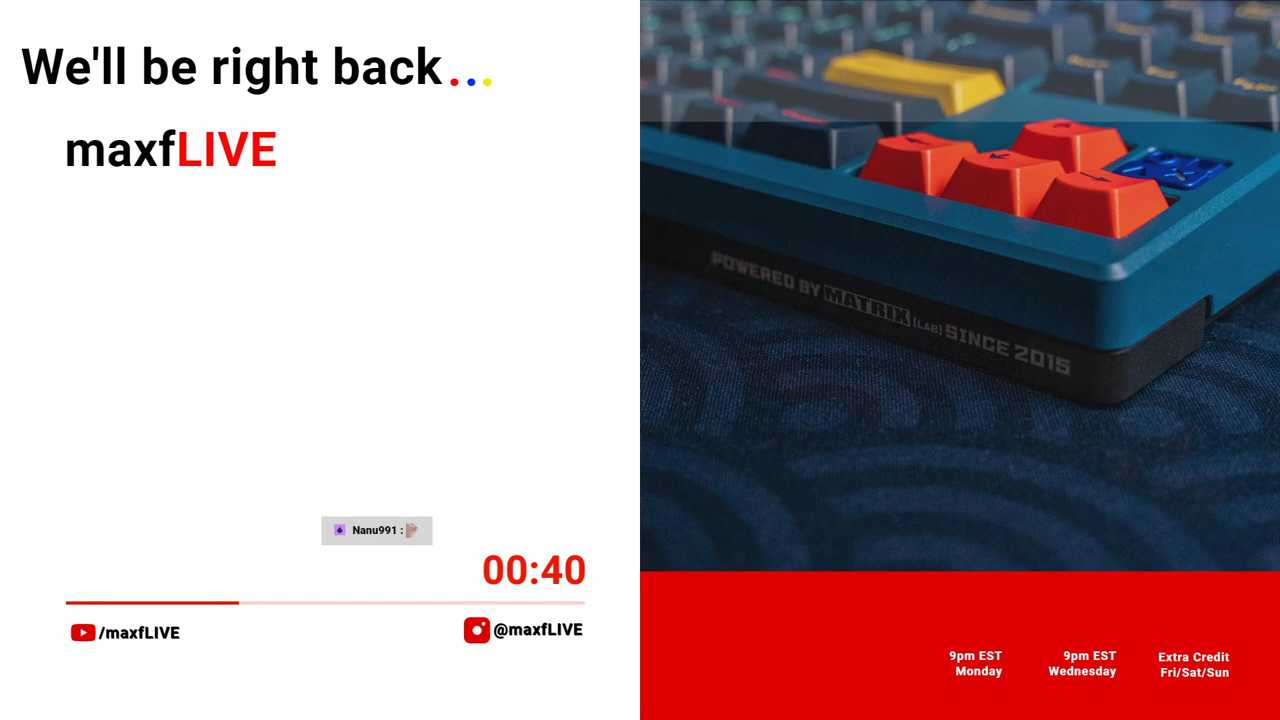 We'll be right back...
maxfLIVE
POWERED BY MATRIX [LAB] SINCE 2015
Nanu991 :
00:40
/maxfLIVE
@maxfLIVE
9pm EST
Monday
9pm EST
Wednesday
Extra Credit
Fri/Sat/Sun